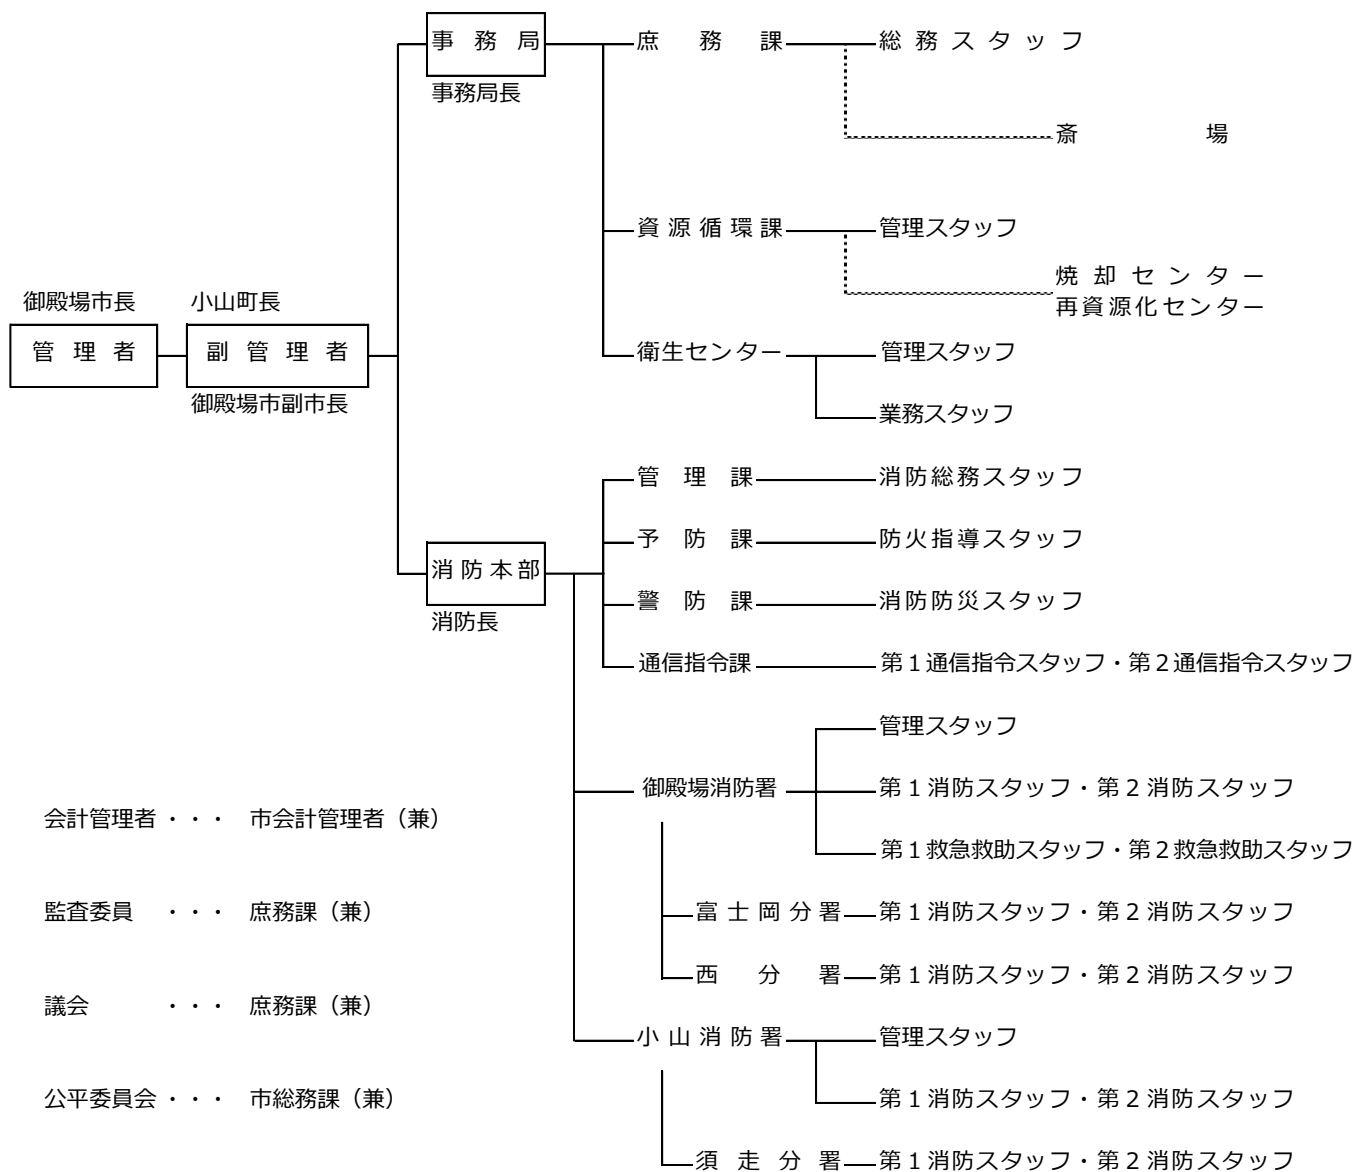 事務局 庶務課 総務スタッフ
事務局長
斎場
資源循環課 管理スタッフ
焼却センター
再資源化センター
御殿場市長 小山町長
管理者 副管理者 衛生センター 管理スタッフ
御殿場市副市長
業務スタッフ
管理課 消防総務スタッフ
予防課 防火指導スタッフ
消防本部
警防課 消防防災スタッフ
消防長
通信指令課 第1通信指令スタッフ・第2通信指令スタッフ
管理スタッフ
御殿場消防署 第1消防スタッフ・第2消防スタッフ
会計管理者・・・ 市会計管理者（兼）
第1救急救助スタッフ・第2救急救助スタッフ
監査委員 ・・・ 庶務課（兼） 富士岡分署 第1消防スタッフ・第2消防スタッフ
西分署 第1消防スタッフ・第2消防スタッフ
議会 ・・・ 庶務課（兼）
小山消防署 管理スタッフ
公平委員会・・・ 市総務課（兼） 第1消防スタッフ・第2消防スタッフ
須走分署 第1消防スタッフ・第2消防スタッフ